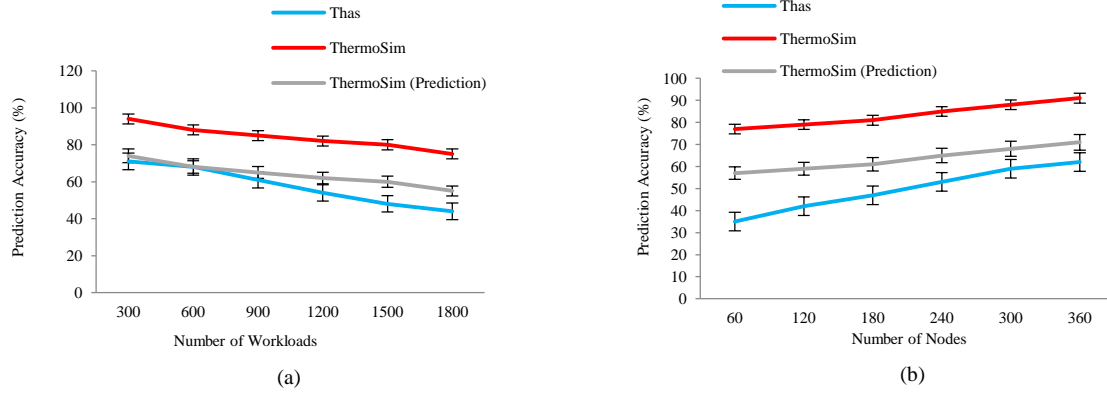 Thas
ThermoSim
ThermoSim (Prediction)
120
100
80
60
40
20
0
Prediction Accuracy (%)
300 600 900 1200 1500 1800
Number of Workloads
(a)
Thas
ThermoSim
ThermoSim (Prediction)
100
90
80
70
60
50
40
30
20
10
0
Prediction Accuracy (%)
60 120 180 240 300 360
Number of Nodes
(b)